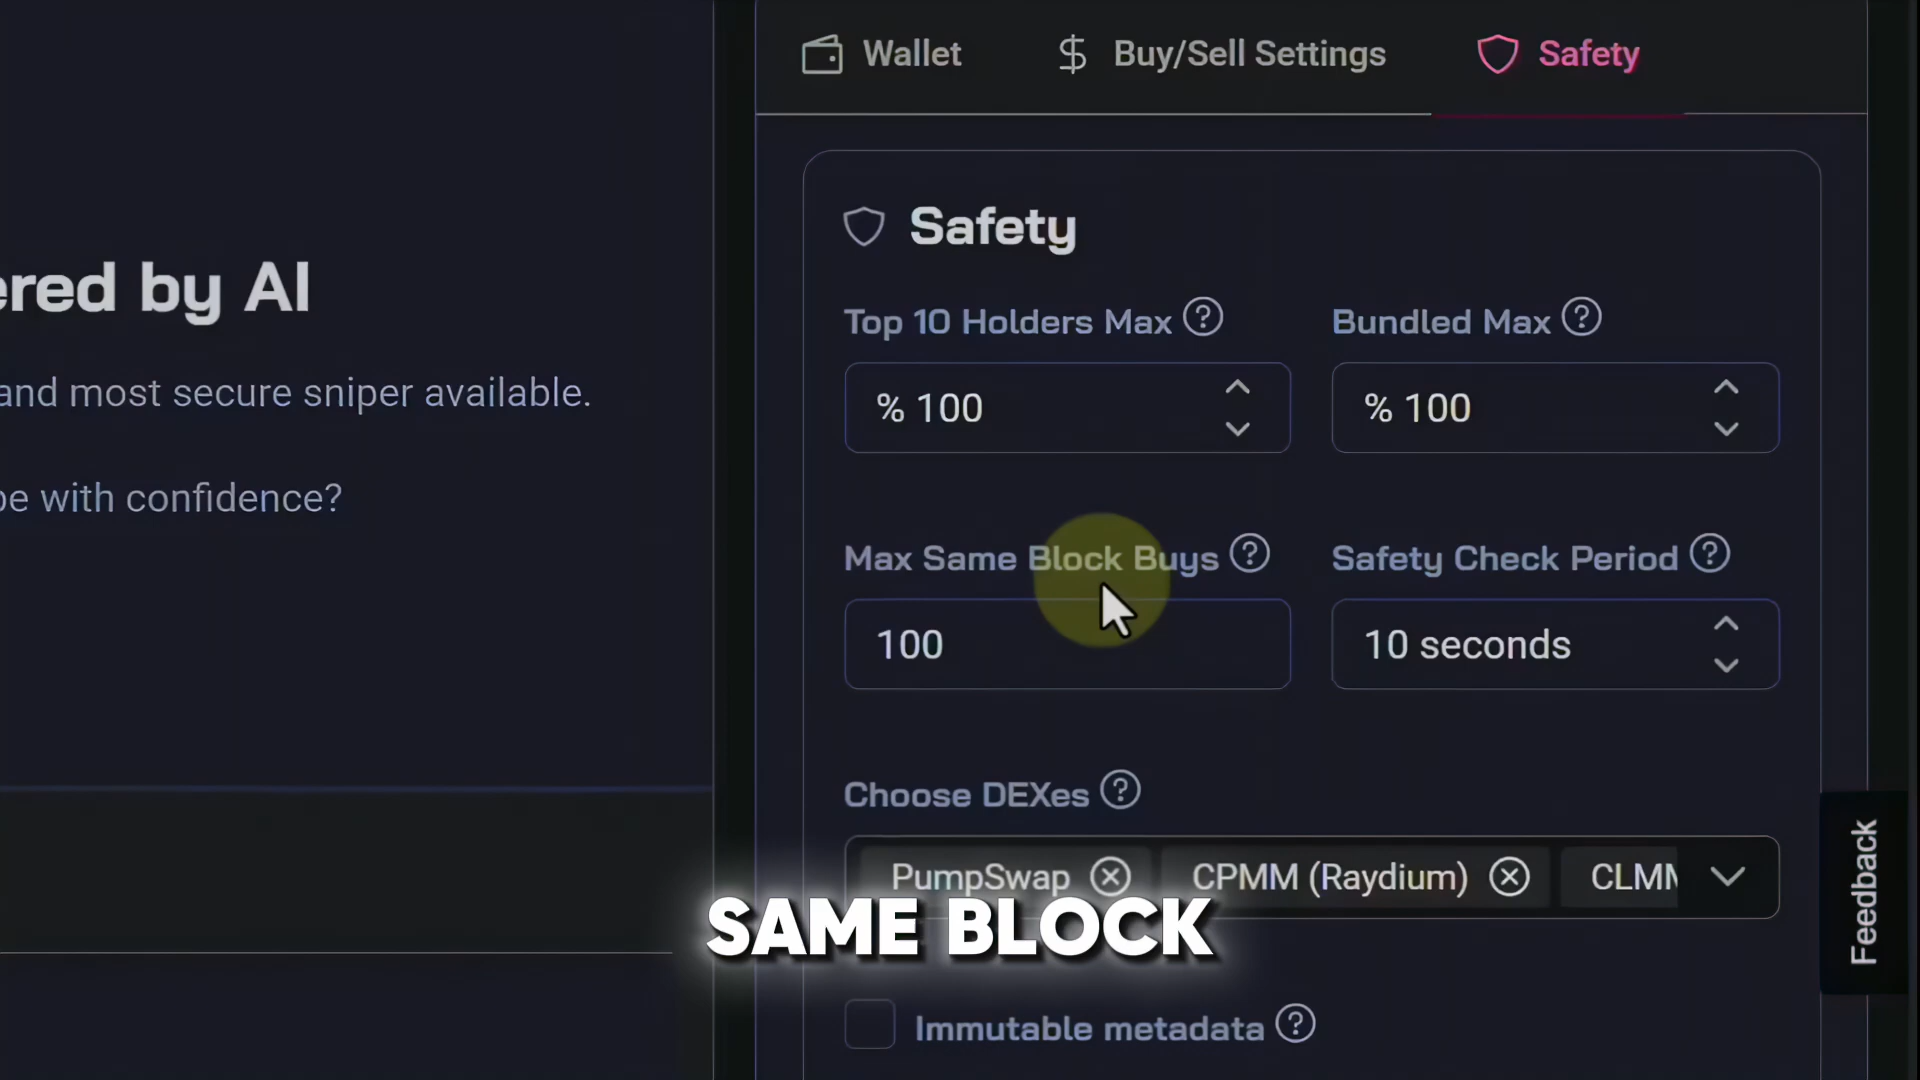 Wallet
Buy/Sell Settings
Safety
ered by AI
and most secure sniper available.
be with confidence?
Safety
Top 10 Holders Max
Bundled Max
% 100
% 100
Max Same Block Buys
Safety Check Period
100
10 seconds
Choose DEXes
PumpSwap
CPMM (Raydium)
CLMM
SAME BLOCK
Immutable metadata
Feedback